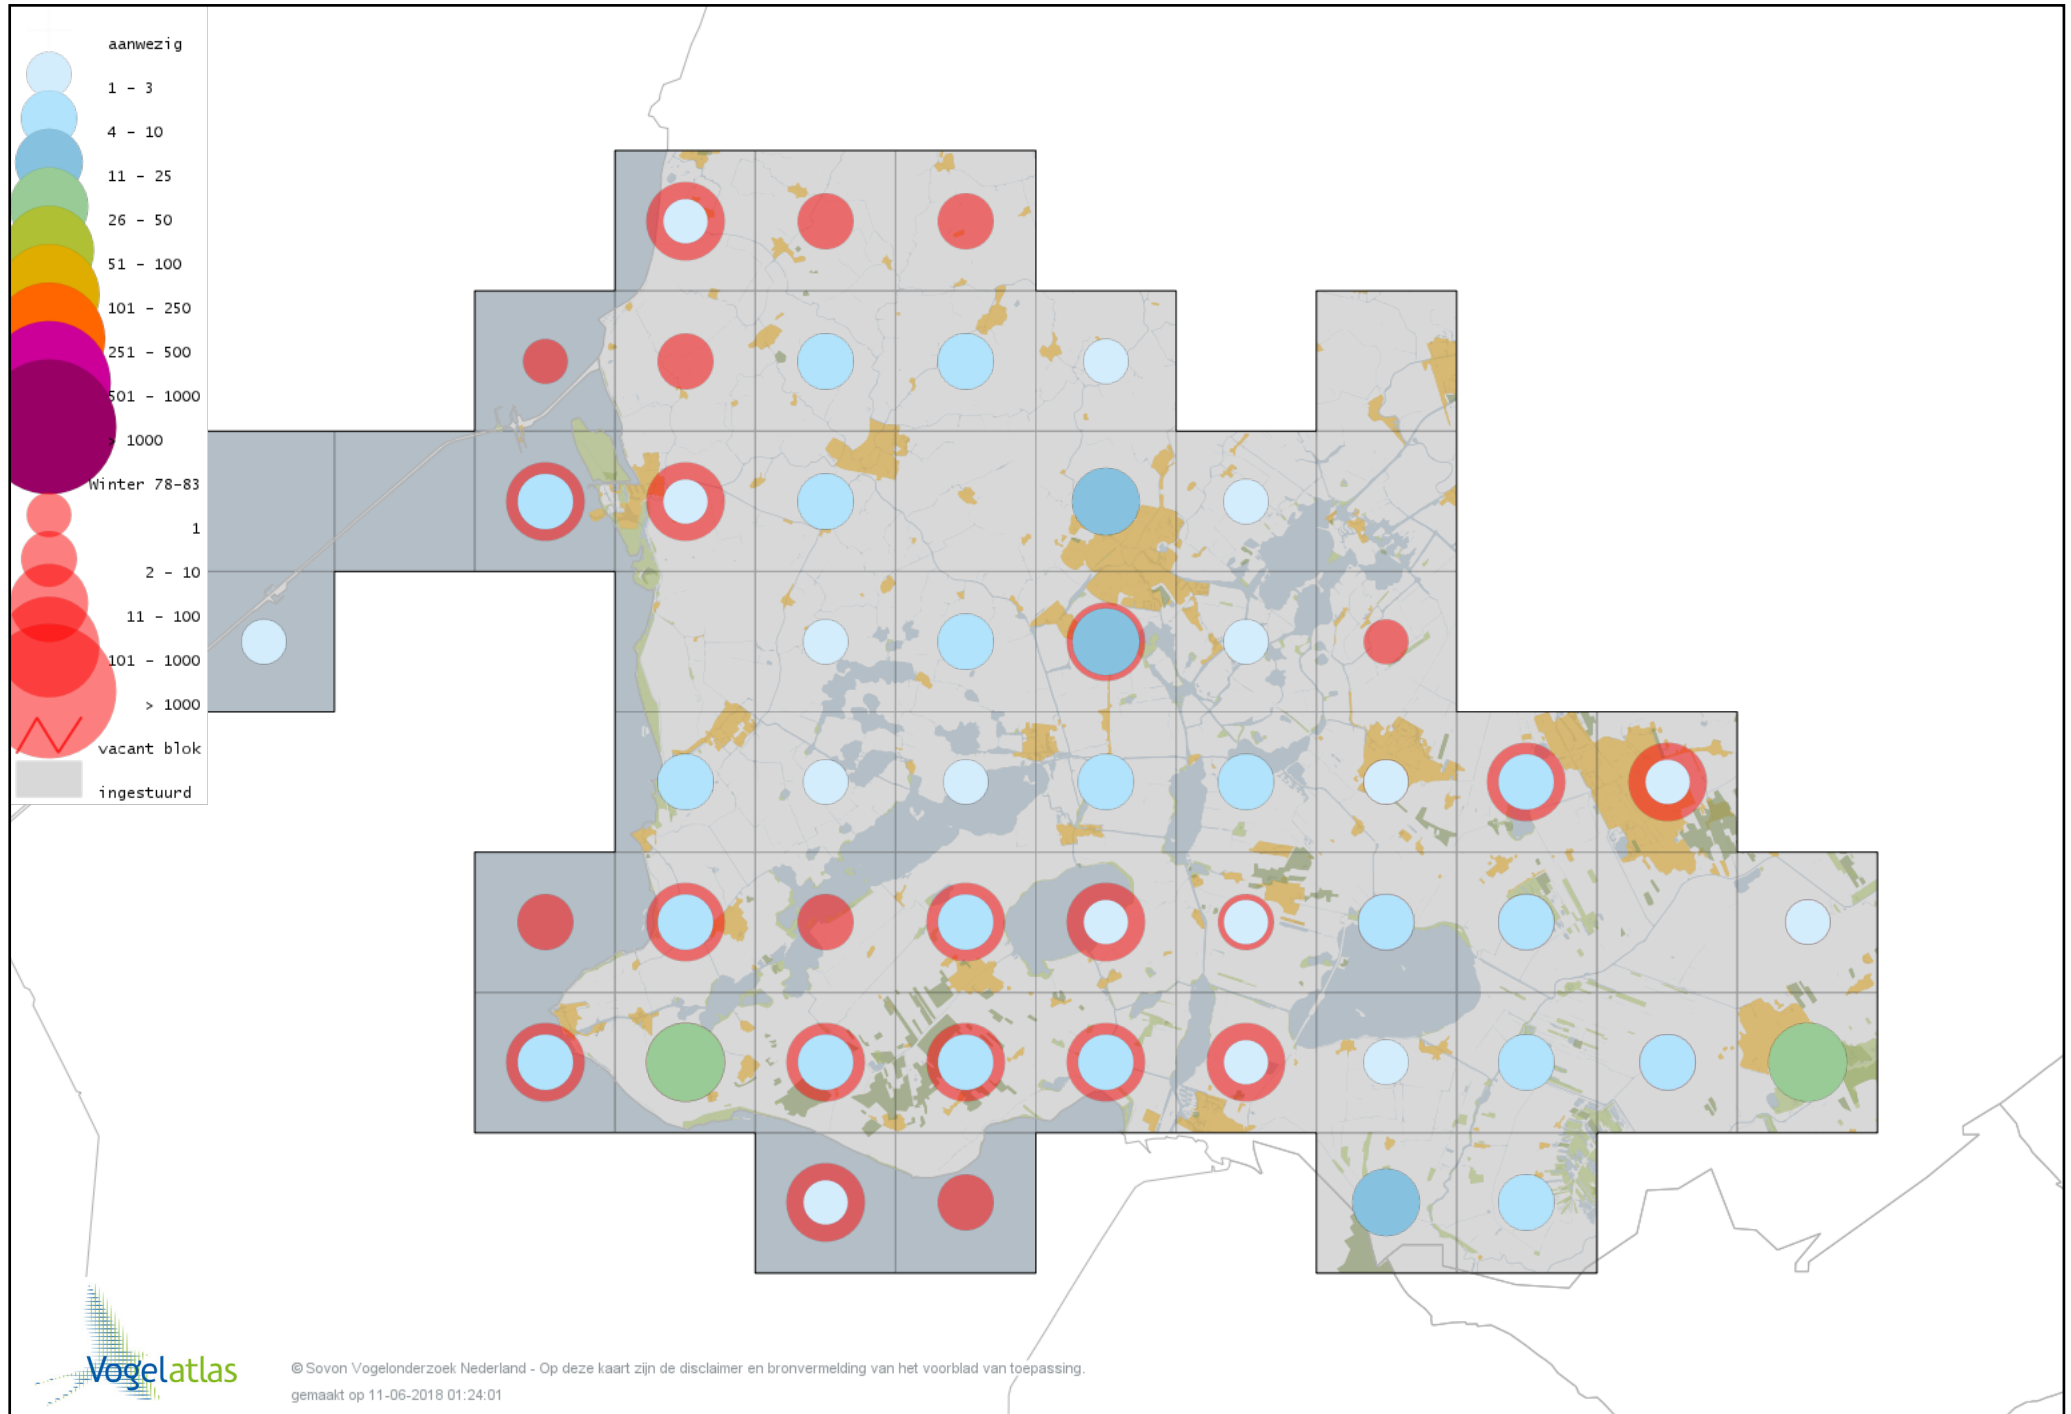 aanwezig
1 - 3
4 - 10
11 - 25
26 - 50
51 - 100
101 - 250
251 - 500
501 - 1000
> 1000
Winter 78-83
1
2 - 10
11 - 100
101 - 1000
> 1000
vacant blok
ingestuurd
Vogelatlas
© Sovon Vogelonderzoek Nederland - Op deze kaart zijn de disclaimer en bronvermelding van het voorblad van toepassing.
gemaakt op 11-06-2018 01:24:01